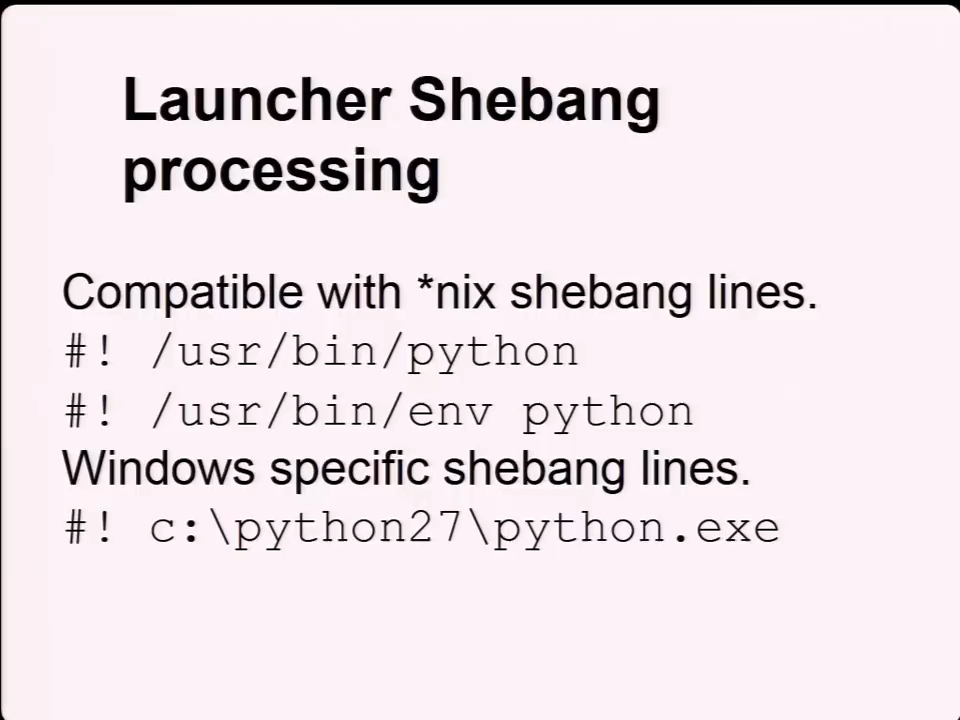 Launcher Shebang
processing
Compatible with *nix shebang lines.
#! /usr/bin/python
#! /usr/bin/env python
Windows specific shebang lines.
#! c:\python27\python.exe